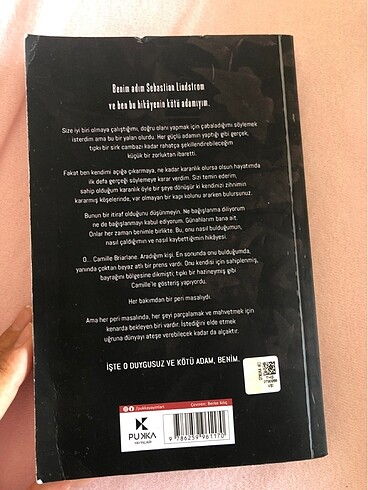 Benim adım Sebastian Lindstrom
ve ben bu hikâyenin kötü adamıyım.
Size iyi biri olmaya çalıştığımı, doğru olanı yapmak için çabaladığımı söylemek
isterdim ama bu bir yalan olurdu. Her güçlü adamın yaptığı gibi gerçek,
tıpkı bir sirk cambazı kadar rahatça şekillendirebileceğim
küçük bir zorluktan ibaretti.
Fakat ben kendimi açığa çıkarmaya, ne kadar karanlık olursa olsun hayatımda
ilk defa gerçeği söylemeye karar verdim. Sizi temin ederim,
sahip olduğum karanlık öyle bir şeye dönüşür ki kendinizi zihnimin
kararmış köşelerinde, var olmayan bir kapı kolunu ararken bulursunuz.
Bunun bir itiraf olduğunu düşünmeyin. Ne bağışlanma diliyorum
ne de bağışlanmayı kabul ediyorum. Günahlarım bana ait.
Onlar her zaman benimle birlikte. Bu, onu nasıl bulduğumun,
nasıl çaldığımın ve nasıl kaybettiğimin hikâyesi.
O... Camille Briarlane. Aradığım kişi. En sonunda onu bulduğumda,
yanında çoktan beyaz atlı bir prens vardı. Onu kendisi için sahiplenmiş,
bayrağını bölgesine dikmişti; tıpkı bir hazineymiş gibi
Camille'le gösteriş yapıyordu.
Her bakımdan bir peri masalıydı.
Ama her peri masalında, her şeyi parçalamak ve mahvetmek için
kenarda bekleyen biri vardır. İstediğini elde etmek
uğruna dünyayı ateşe verebilecek kadar da alçaktır.
İŞTE O DUYGUSUZ VE KÖTÜ ADAM, BENİM.
/pukkayayinlari
Çeviren: Berika Kılıç
PUKKA
YAYINLARI
9 786259 961170